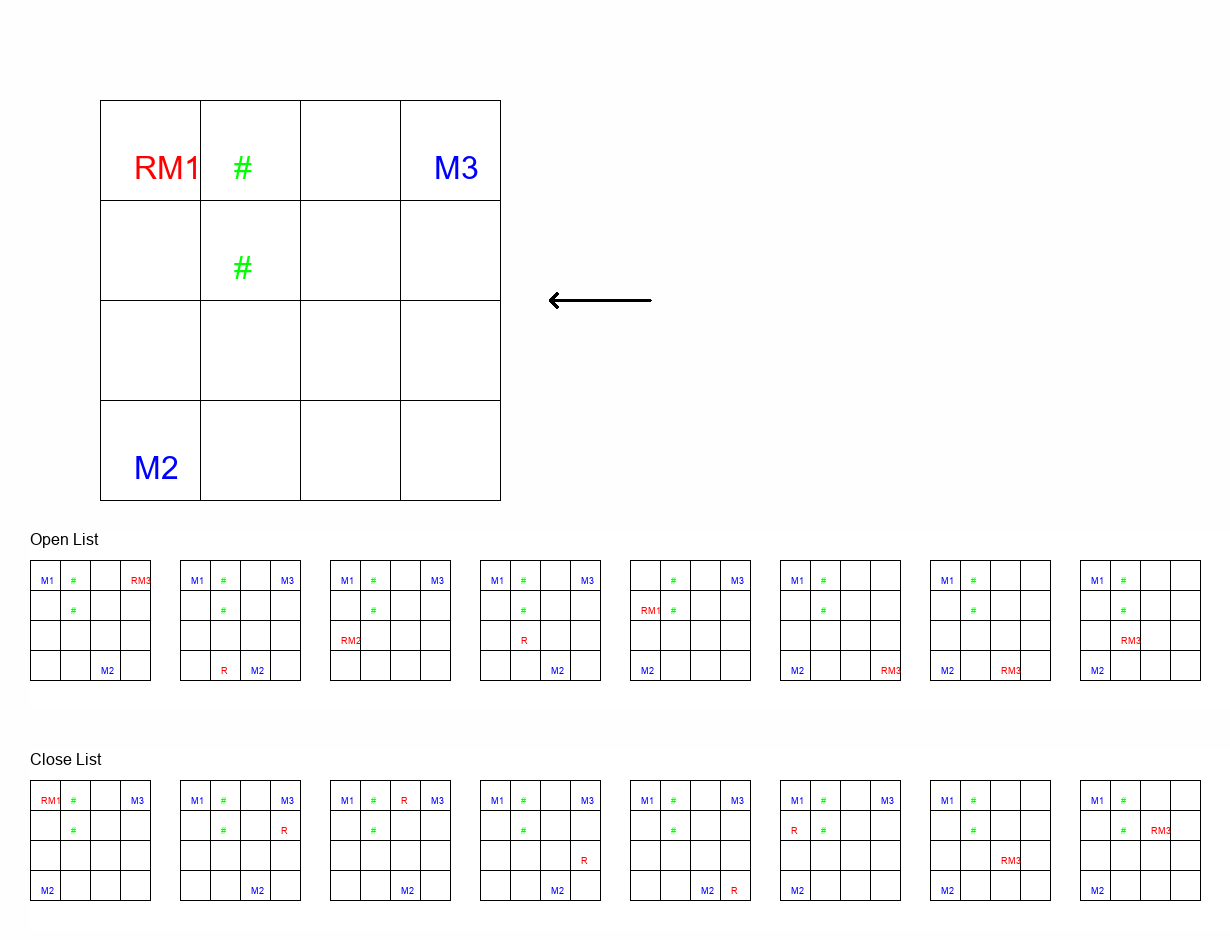 RM1 # M3
#
M2
Open List
M1 # RM3 M1 # M3 M1 # M3 M1 # M3 # M3 M1 # M1 # M1 #
# # # # RM1 # # # #
RM2 R RM3
M2 R M2 M2 M2 M2 RM3 M2 RM3 M2
Close List
RM1 # M3 M1 # M3 M1 # R M3 M1 # M3 M1 # M3 M1 # M3 M1 # M1 #
# # R # # # R # # # RM3
R RM3
M2 M2 M2 M2 M2 R M2 M2 M2